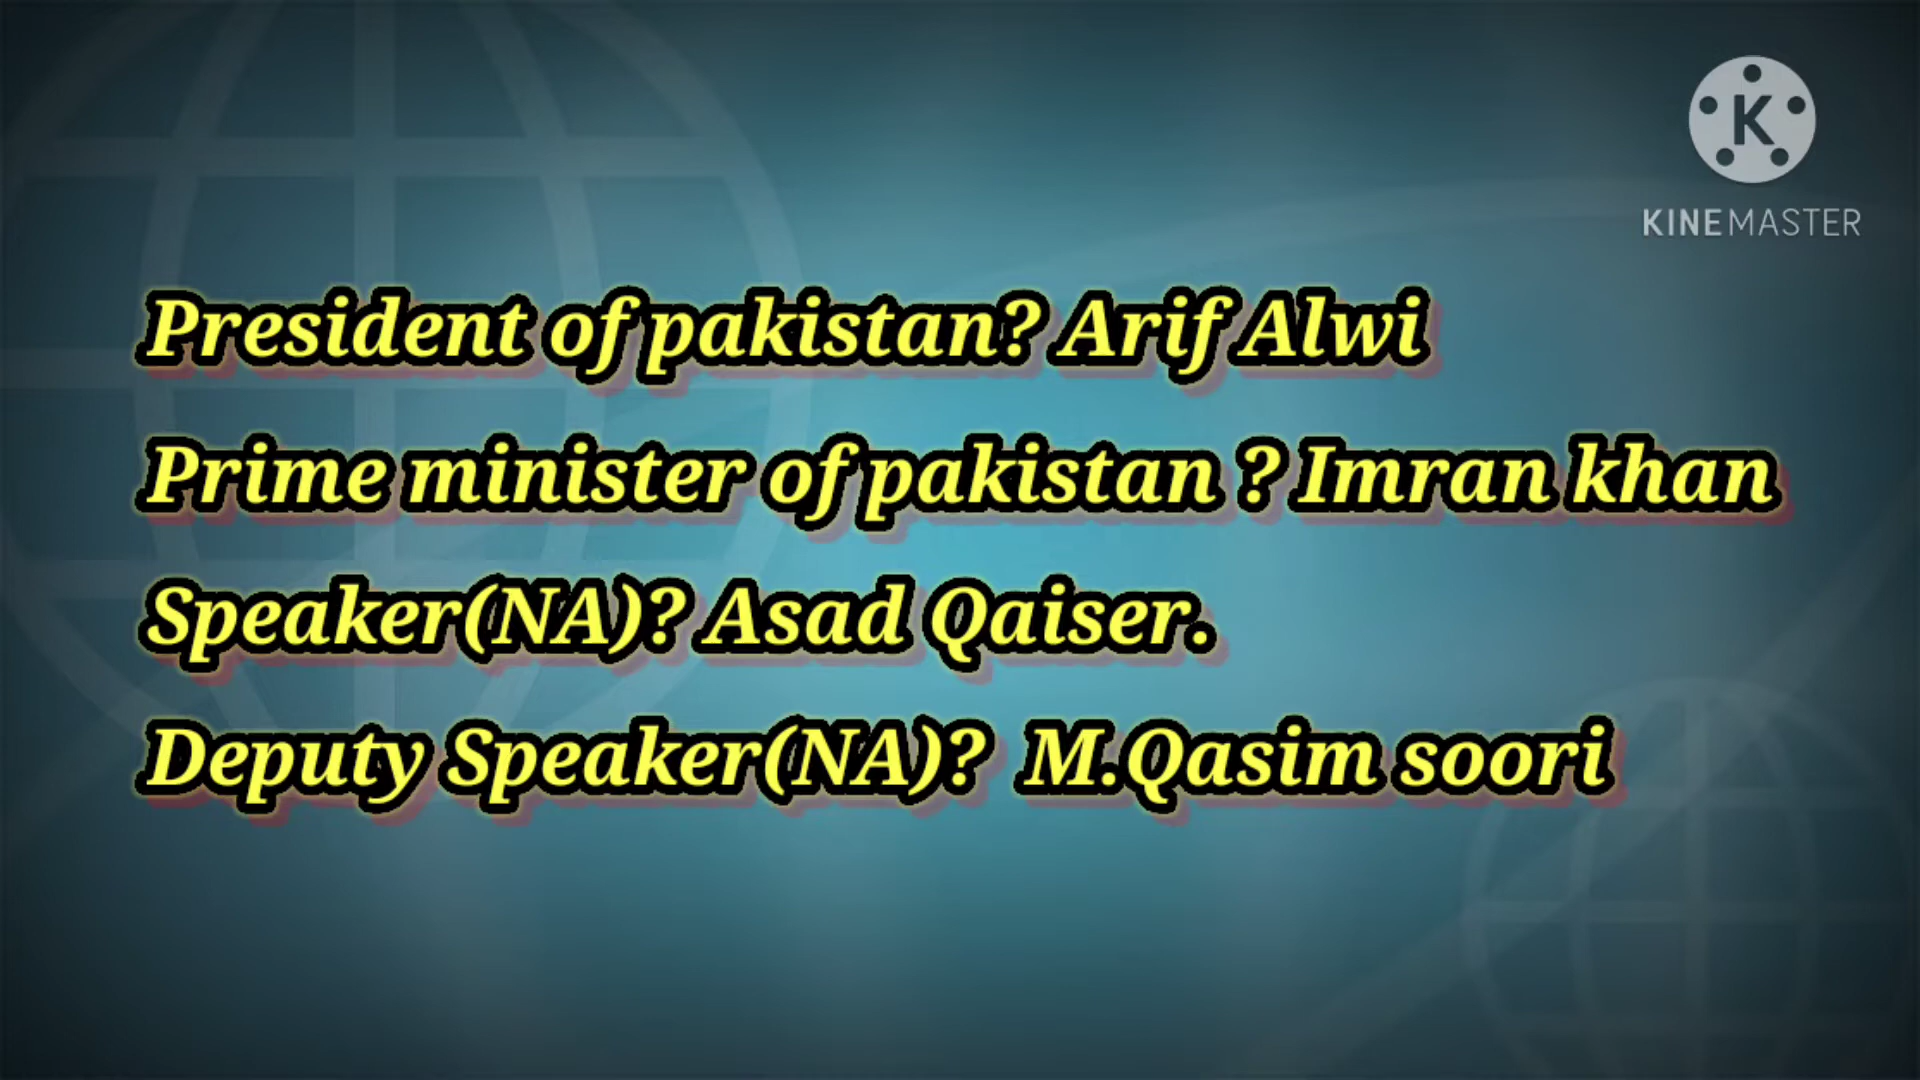 K
KINEMASTER
President of pakistan? Arif Alwi
Prime minister of pakistan ? Imran khan
Speaker(NA)? Asad Qaiser.
Deputy Speaker(NA)? M.Qasim soori